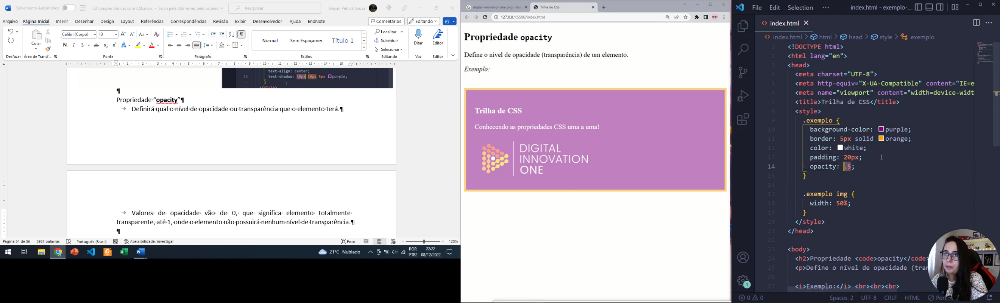 Salvamento Automático
Estilizações básicas com CSS.docx - Salvo pela última vez pelo usuário
Pesquisar
Brayan Petrick Souza
Arquivo Página Inicial Inserir Desenhar Design Layout Referências Correspondências Revisão Exibir Desenvolvedor Ajuda EndNote
Comentários Editando
Calibri (Corpo) 13
Colar
Normal Sem Espaçamer Título 1
Localizar
Substituir
Selecionar
Ditar Editor
Desfazer Área de Transf... Fonte Parágrafo Estilos Editando Voz Editor
text-align: center;
13 text-shadow: 10px 10px 5px purple;
}
</style>
¶
Propriedade·“opacity”¶
→ Definirá·qual·o·nível·de·opacidade·ou·transparência·que·o·elemento·terá.¶
→ Valores· de· opacidade· vão· de· 0,· que· significa· elemento· totalmente·
transparente,·até·1,·onde·o·elemento·não·possuirá·nenhum·nível·de·transparência.¶
¶
Página 54 de 56 5987 palavras Português (Brasil) Acessibilidade: investigar Foco 120%
21°C Nublado POR PTB2 22:22 08/12/2022
digital innovation one png - Goo
Trilha de CSS
127.0.0.1:5500/index.html
Propriedade opacity
Define o nível de opacidade (transparência) de um elemento.
Exemplo:
Trilha de CSS
Conhecendo as propriedades CSS uma a uma!
DIGITAL
INNOVATION
ONE
File Edit Selection ··· index.html - exemplo-...
index.html
index.html > html > head > style > .exemplo
1 <!DOCTYPE html>
2 <html lang="en">
3 <head>
4 <meta charset="UTF-8">
5 <meta http-equiv="X-UA-Compatible" content="IE=e
6 <meta name="viewport" content="width=device-widt
7 <title>Trilha de CSS</title>
8 <style>
9 .exemplo {
10 background-color: purple;
11 border: 5px solid orange;
12 color: white;
13 padding: 20px;
14 opacity: .5;
15 }
16
17 .exemplo img {
18 width: 50%;
19 }
20 </style>
21 </head>
22
23 <body>
24 <h2>Propriedade <code>opacity</code>
25 <p>Define o nível de opacidade (tran
26
27 <i>Exemplo:</i> <br><br><br>
0 0 Spaces: 2 UTF-8 CRLF HTML Port
1